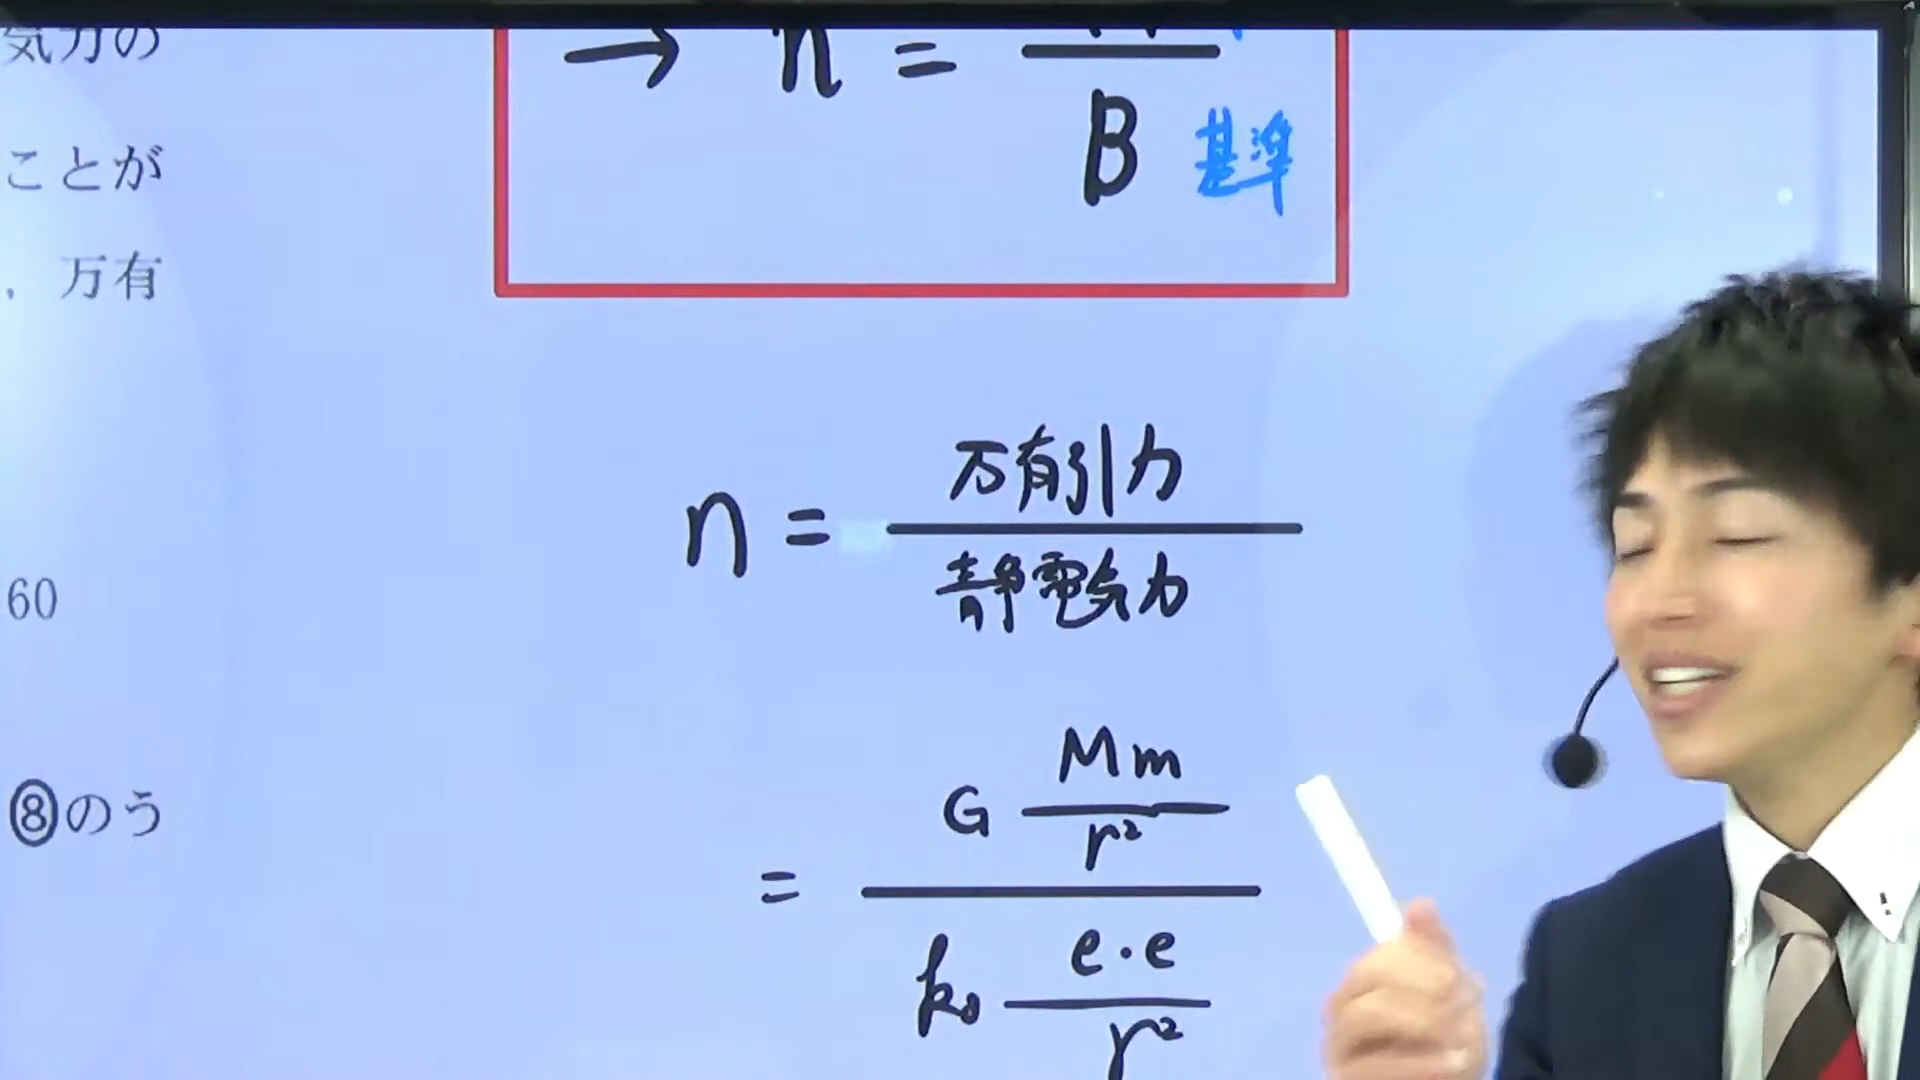 気力の
ことが
，万有
60
⑧のう
→ n = 
B 基準
n = 万有引力
静電気力
= G Mm
r²
k₀ e・e
r²